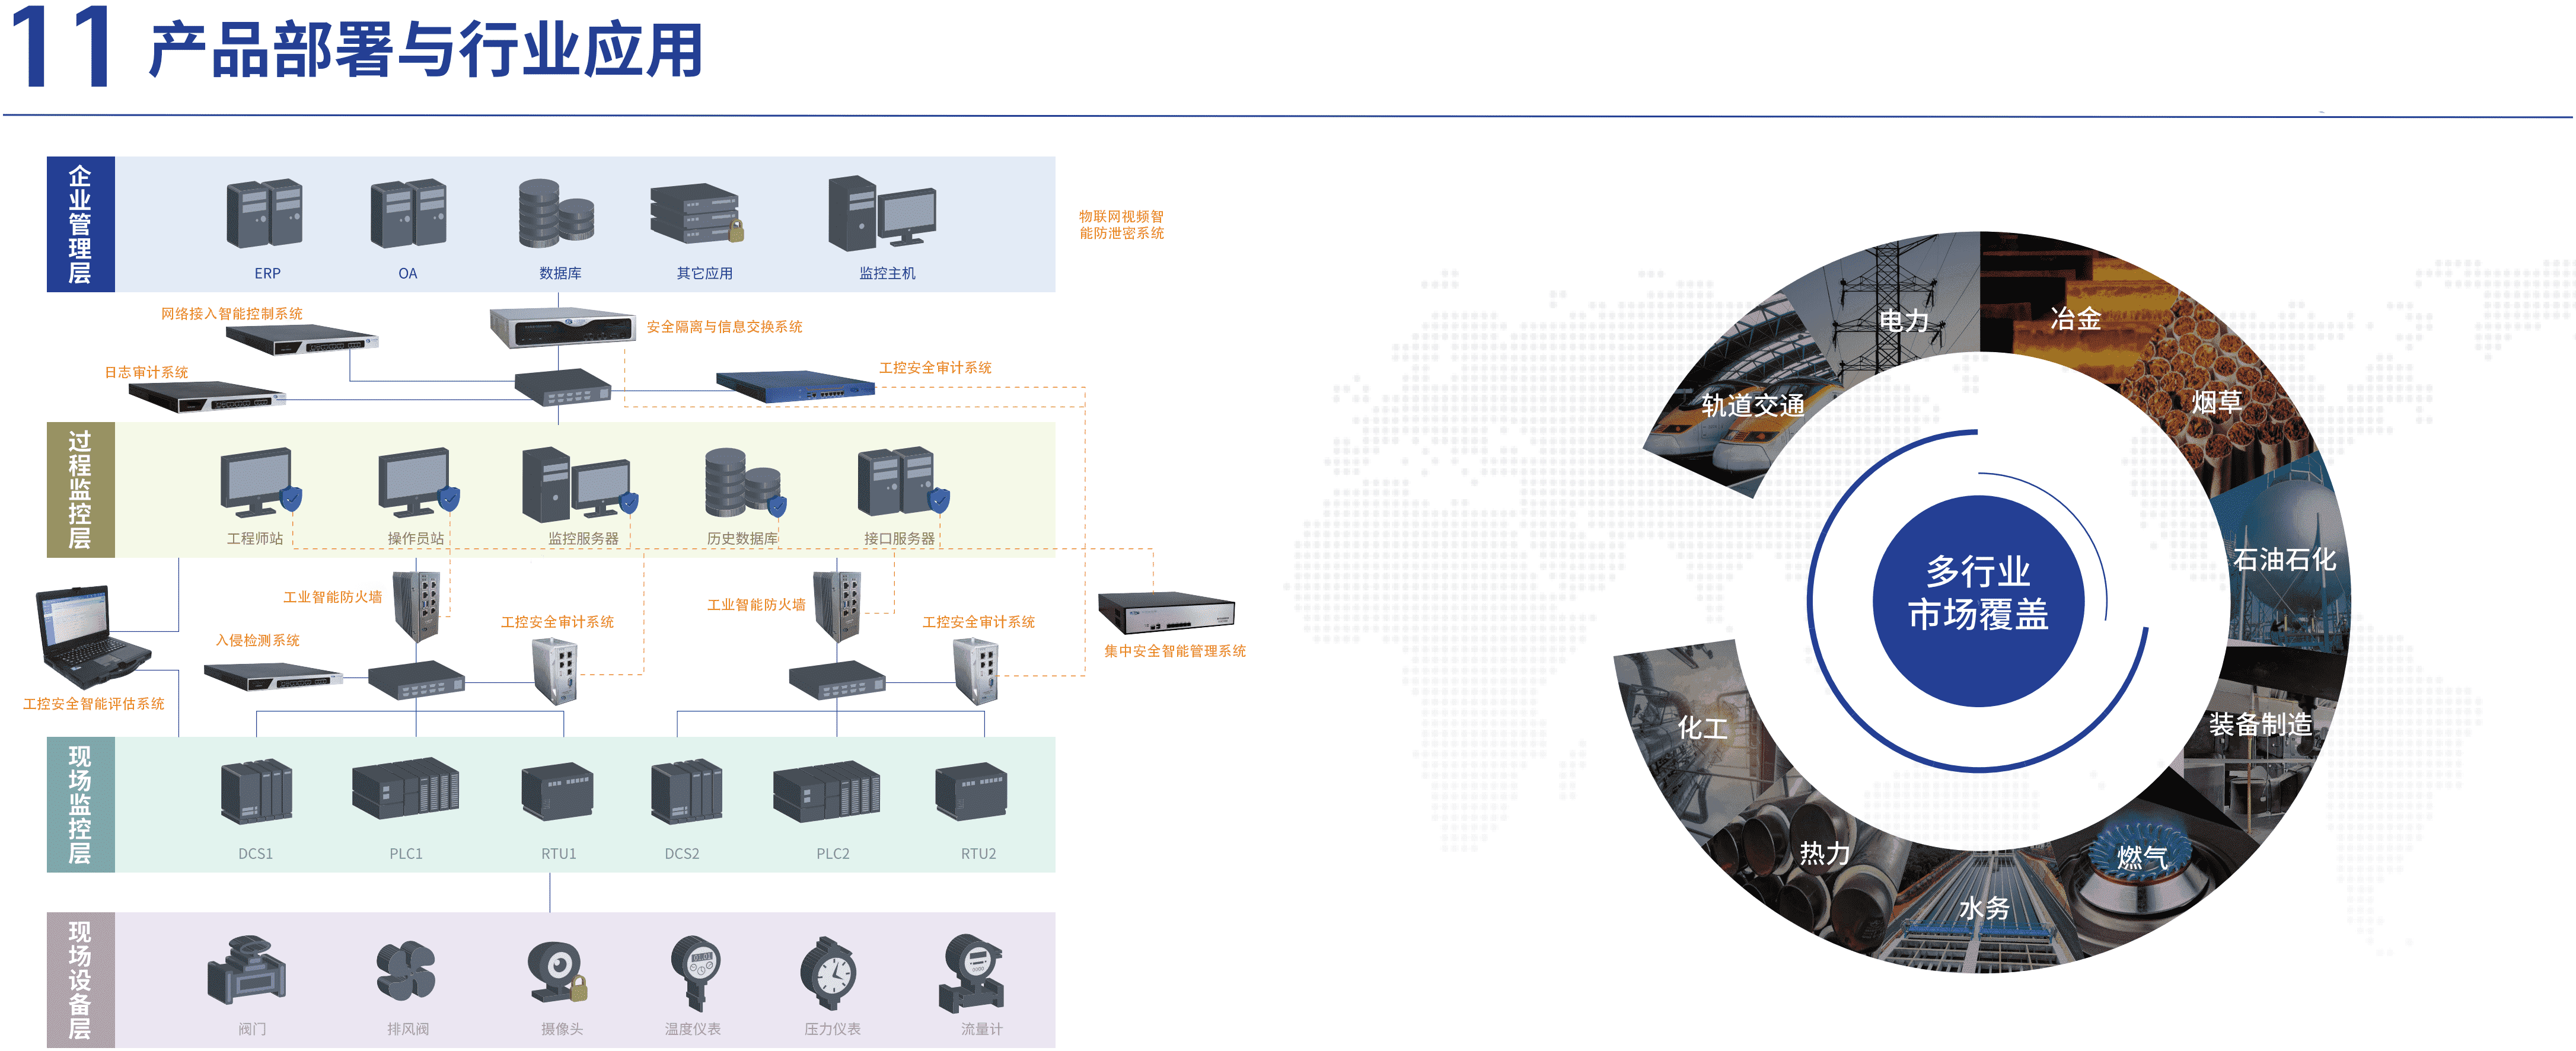 11 产品部署与行业应用
企业管理层
ERP
OA
数据库
其它应用
监控主机
物联网视频智
能防泄密系统
网络接入智能控制系统
安全隔离与信息交换系统
日志审计系统
工控安全审计系统
过程监控层
工程师站
操作员站
监控服务器
历史数据库
接口服务器
工业智能防火墙
工控安全审计系统
入侵检测系统
工业智能防火墙
工控安全审计系统
集中安全智能管理系统
工控安全智能评估系统
现场监控层
DCS1
PLC1
RTU1
DCS2
PLC2
RTU2
现场设备层
阀门
排风阀
摄像头
温度仪表
压力仪表
流量计
多行业
市场覆盖
轨道交通
电力
冶金
烟草
石油石化
装备制造
燃气
水务
热力
化工